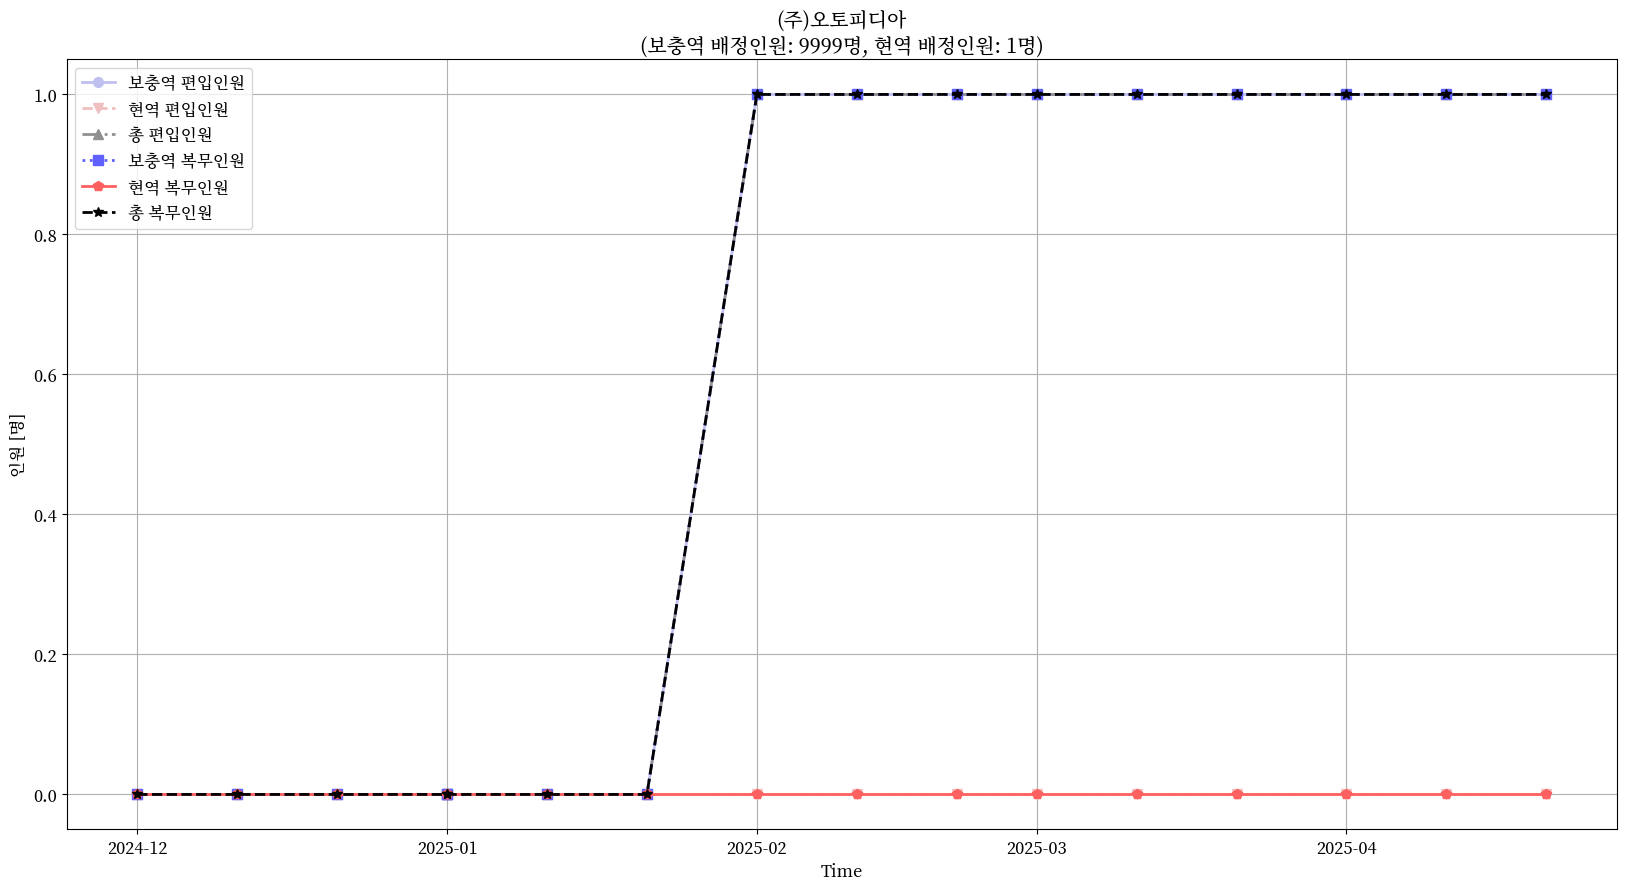 (주)오토피디아
(보충역 배정인원: 9999명, 현역 배정인원: 1명)
보충역 편입인원
현역 편입인원
총 편입인원
보충역 복무인원
현역 복무인원
총 복무인원
1.0
0.8
0.6
0.4
0.2
0.0
인원 [명]
2024-12
2025-01
2025-02
2025-03
2025-04
Time